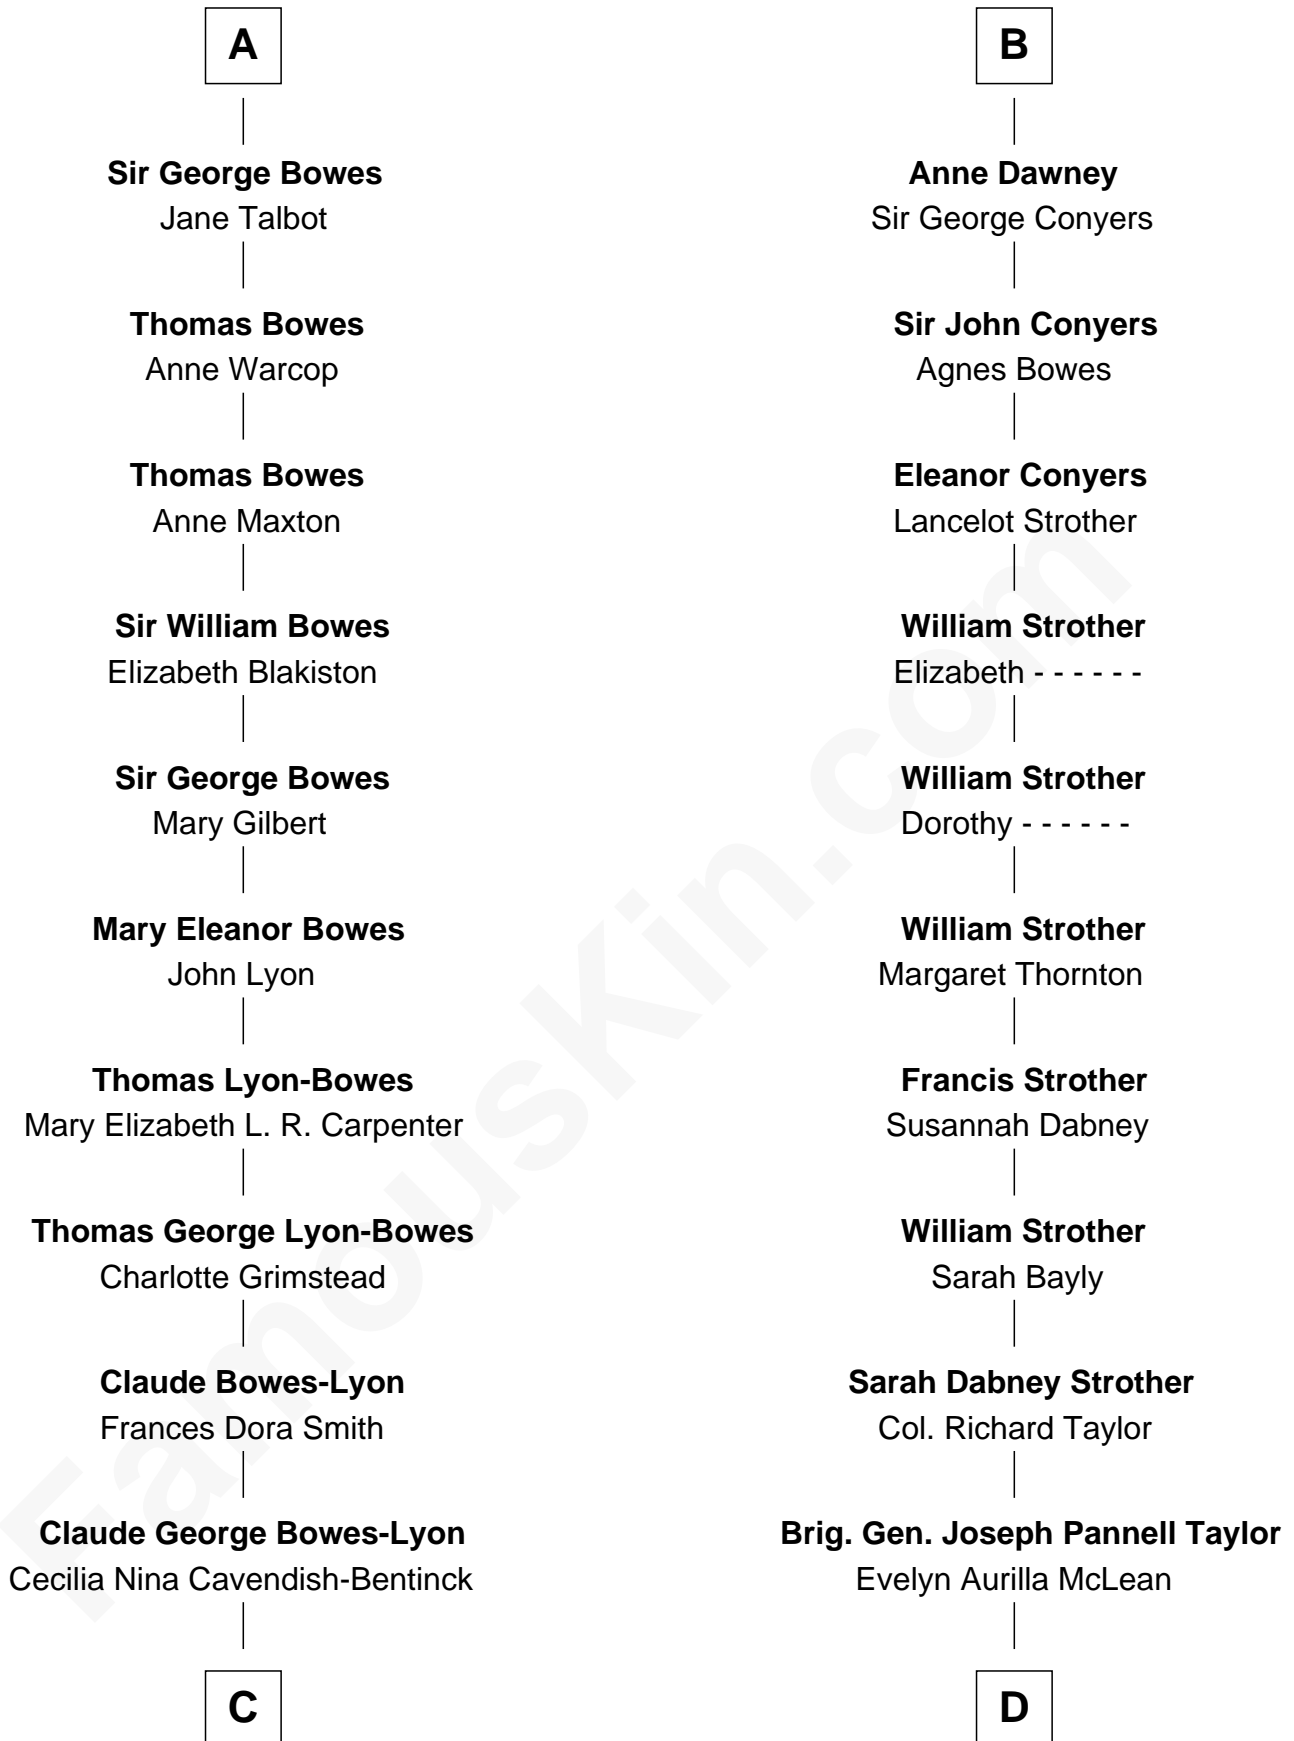 A
Sir George Bowes
Jane Talbot
Thomas Bowes
Anne Warcop
Thomas Bowes
Anne Maxton
Sir William Bowes
Elizabeth Blakiston
Sir George Bowes
Mary Gilbert
Mary Eleanor Bowes
John Lyon
Thomas Lyon-Bowes
Mary Elizabeth L. R. Carpenter
Thomas George Lyon-Bowes
Charlotte Grimstead
Claude Bowes-Lyon
Frances Dora Smith
Claude George Bowes-Lyon
Cecilia Nina Cavendish-Bentinck
C
B
Anne Dawney
Sir George Conyers
Sir John Conyers
Agnes Bowes
Eleanor Conyers
Lancelot Strother
William Strother
Elizabeth - - - - - -
William Strother
Dorothy - - - - - -
William Strother
Margaret Thornton
Francis Strother
Susannah Dabney
William Strother
Sarah Bayly
Sarah Dabney Strother
Col. Richard Taylor
Brig. Gen. Joseph Pannell Taylor
Evelyn Aurilla McLean
D
FamousKin.com